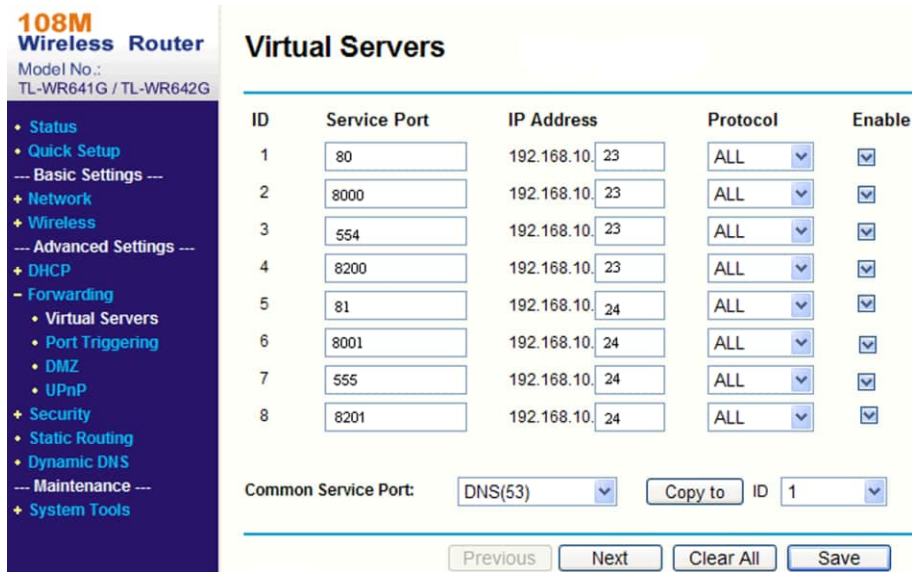 108M
Wireless Router
Model No.:
TL-WR641G / TL-WR642G
• Status
• Quick Setup
--- Basic Settings ---
+ Network
+ Wireless
--- Advanced Settings ---
+ DHCP
− Forwarding
• Virtual Servers
• Port Triggering
• DMZ
• UPnP
+ Security
• Static Routing
• Dynamic DNS
--- Maintenance ---
+ System Tools
Virtual Servers
ID Service Port IP Address Protocol Enable
1 80 192.168.10. 23 ALL
2 8000 192.168.10. 23 ALL
3 554 192.168.10. 23 ALL
4 8200 192.168.10. 23 ALL
5 81 192.168.10. 24 ALL
6 8001 192.168.10. 24 ALL
7 555 192.168.10. 24 ALL
8 8201 192.168.10. 24 ALL
Common Service Port: DNS(53) Copy to ID 1
Previous Next Clear All Save